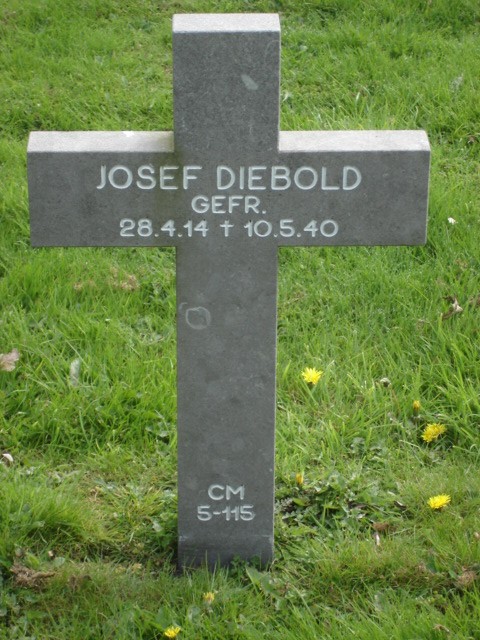 JOSEF DIEBOLD
GEFR.
28.4.14 † 10.5.40
CM
5-115